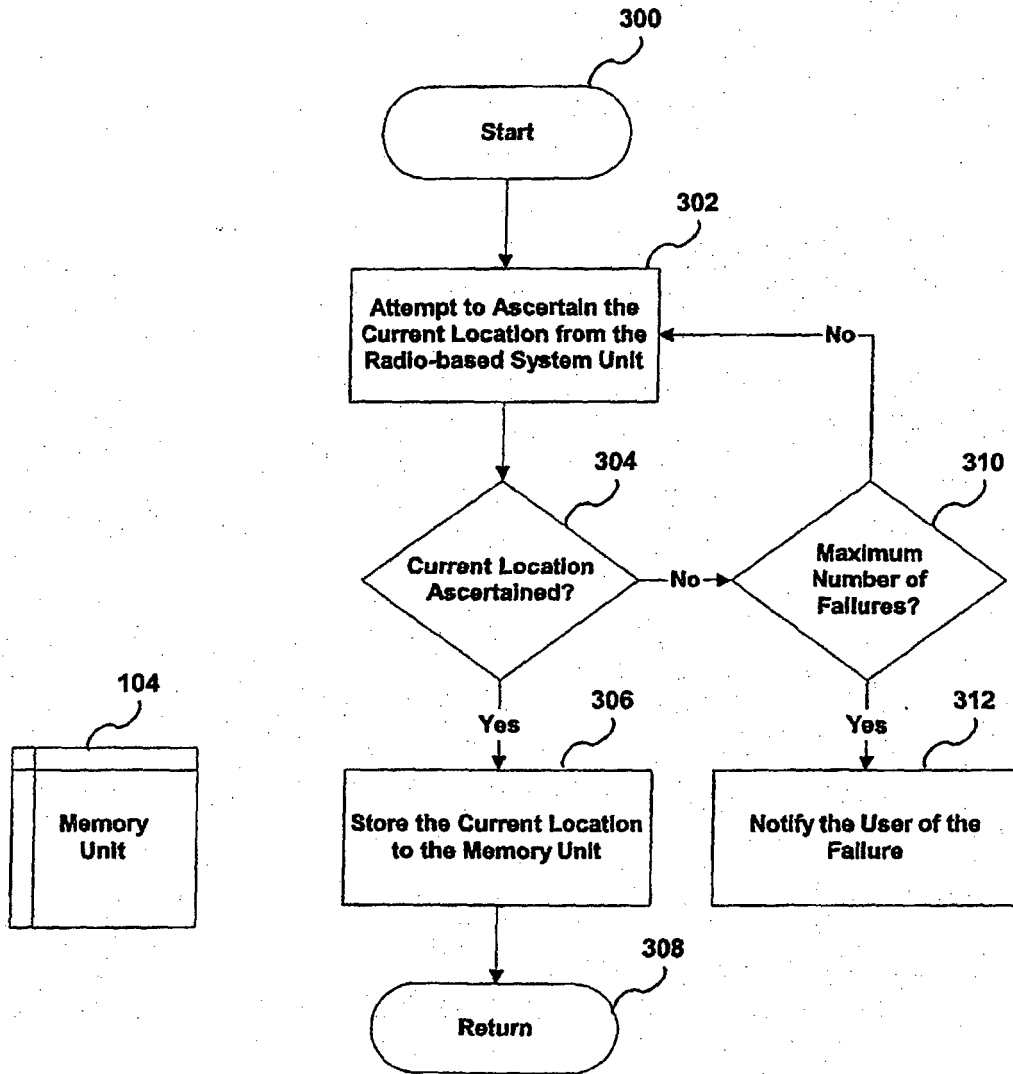 300
Start
302
Attempt to Ascertain the
Current Location from the
Radio-based System Unit
No
304
310
Current Location
Ascertained?
No
Maximum
Number of
Failures?
104
Yes
306
Yes
312
Memory
Unit
Store the Current Location
to the Memory Unit
Notify the User of the
Failure
308
Return